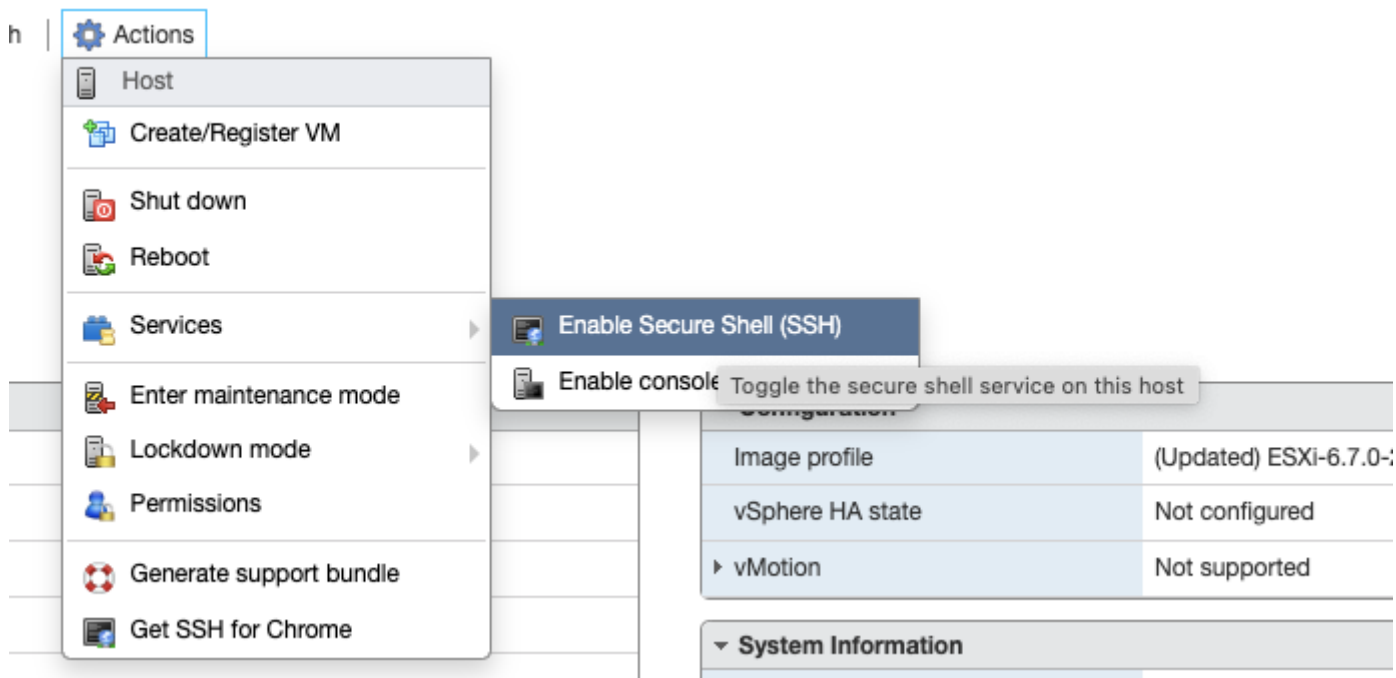 h | Actions
Host
Create/Register VM
Shut down
Reboot
Services
Enable Secure Shell (SSH)
Enable console
Toggle the secure shell service on this host
Enter maintenance mode
Lockdown mode
Permissions
Generate support bundle
Get SSH for Chrome
Configuration
Image profile (Updated) ESXi-6.7.0-
vSphere HA state Not configured
vMotion Not supported
System Information